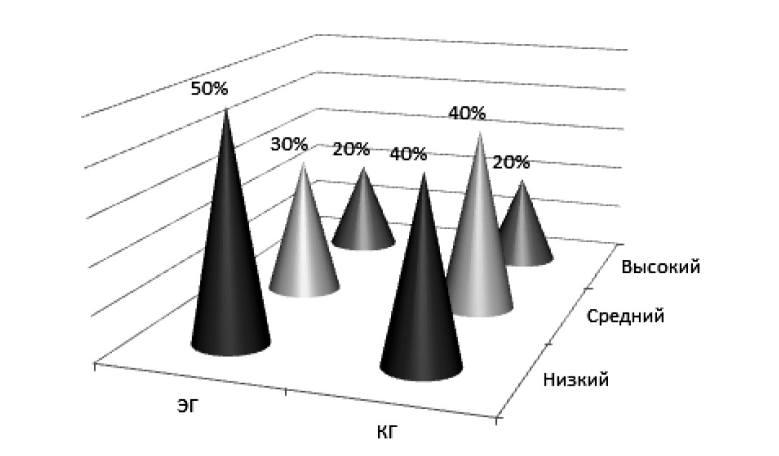 50%
40%
30%
20%
40%
20%
Высокий
Средний
Низкий
ЭГ
КГ